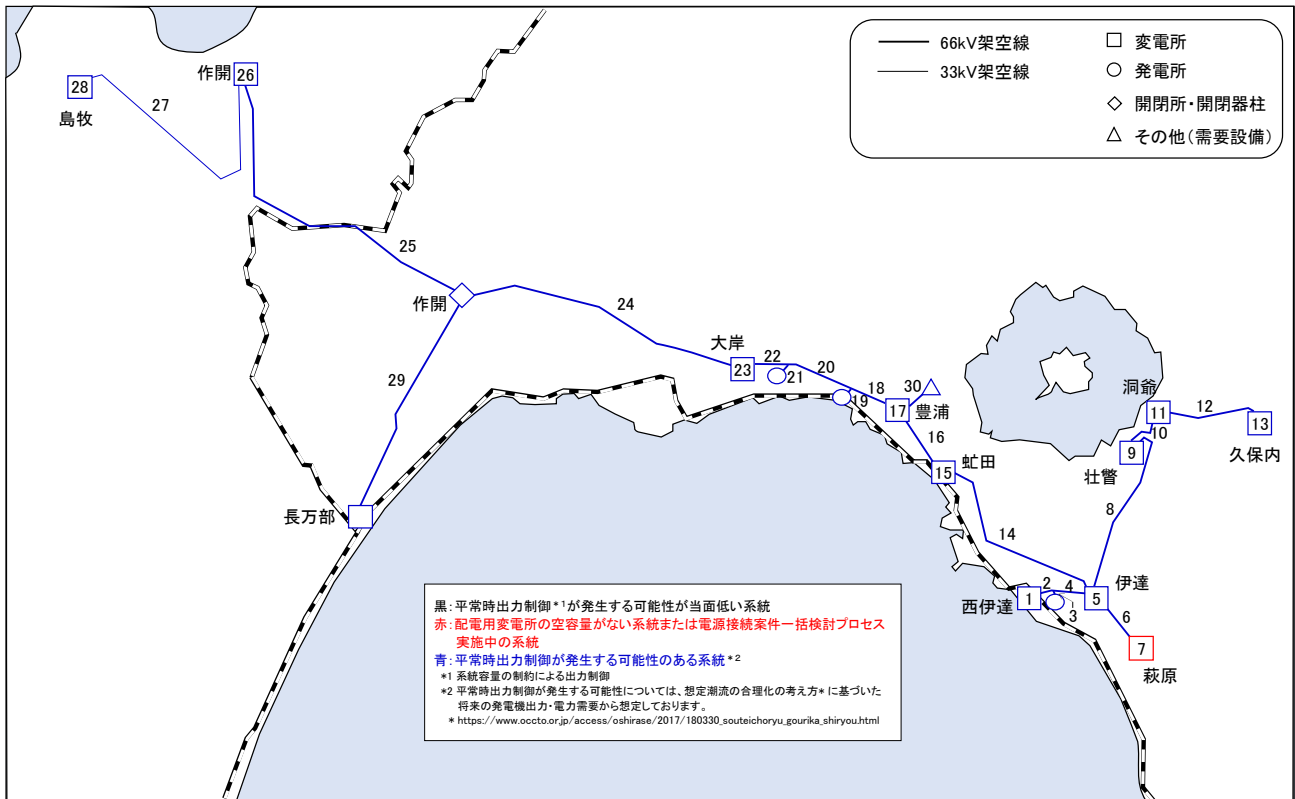 66kV架空線
33kV架空線
変電所
発電所
開閉所・開閉器柱
その他(需要設備)
28
島牧
27
作開
26
25
作開
24
29
長万部
大岸
23
22
21
20
19
18
30
17
豊浦
16
虻田
15
14
洞爺
11
12
13
久保内
10
9
壮瞥
8
西伊達
1
2
4
3
伊達
5
6
7
萩原
黒:平常時出力制御*1が発生する可能性が当面低い系統
赤:配電用変電所の空容量がない系統または電源接続案件一括検討プロセス
実施中の系統
青:平常時出力制御が発生する可能性のある系統*2
*1 系統容量の制約による出力制御
*2 平常時出力制御が発生する可能性については、想定潮流の合理化の考え方* に基づいた
将来の発電機出力・電力需要から想定しております。
* https://www.occto.or.jp/access/oshirase/2017/180330_souteichoryu_gourika_shiryou.html